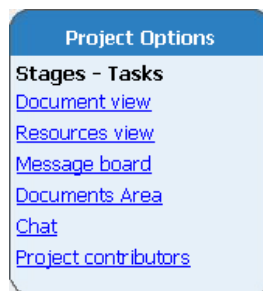 Project Options
Stages - Tasks
Document view
Resources view
Message board
Documents Area
Chat
Project contributors